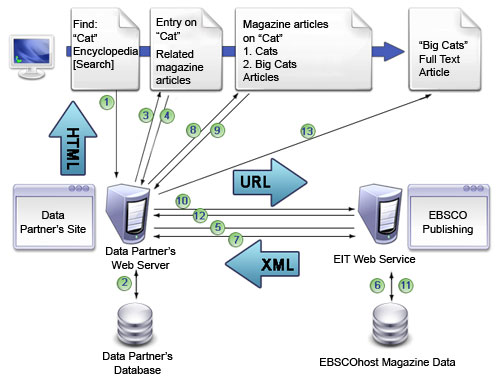 Find:
“Cat”
Encyclopedia
[Search]
Entry on
“Cat”
Related
magazine
articles
Magazine articles
on “Cat”
1. Cats
2. Big Cats
Articles
“Big Cats”
Full Text
Article
1
3
4
8
9
13
HTML
URL
Data
Partner’s Site
10
12
5
7
EBSCO
Publishing
Data Partner’s
Web Server
XML
EIT Web Service
2
6
11
Data Partner’s
Database
EBSCOhost Magazine Data